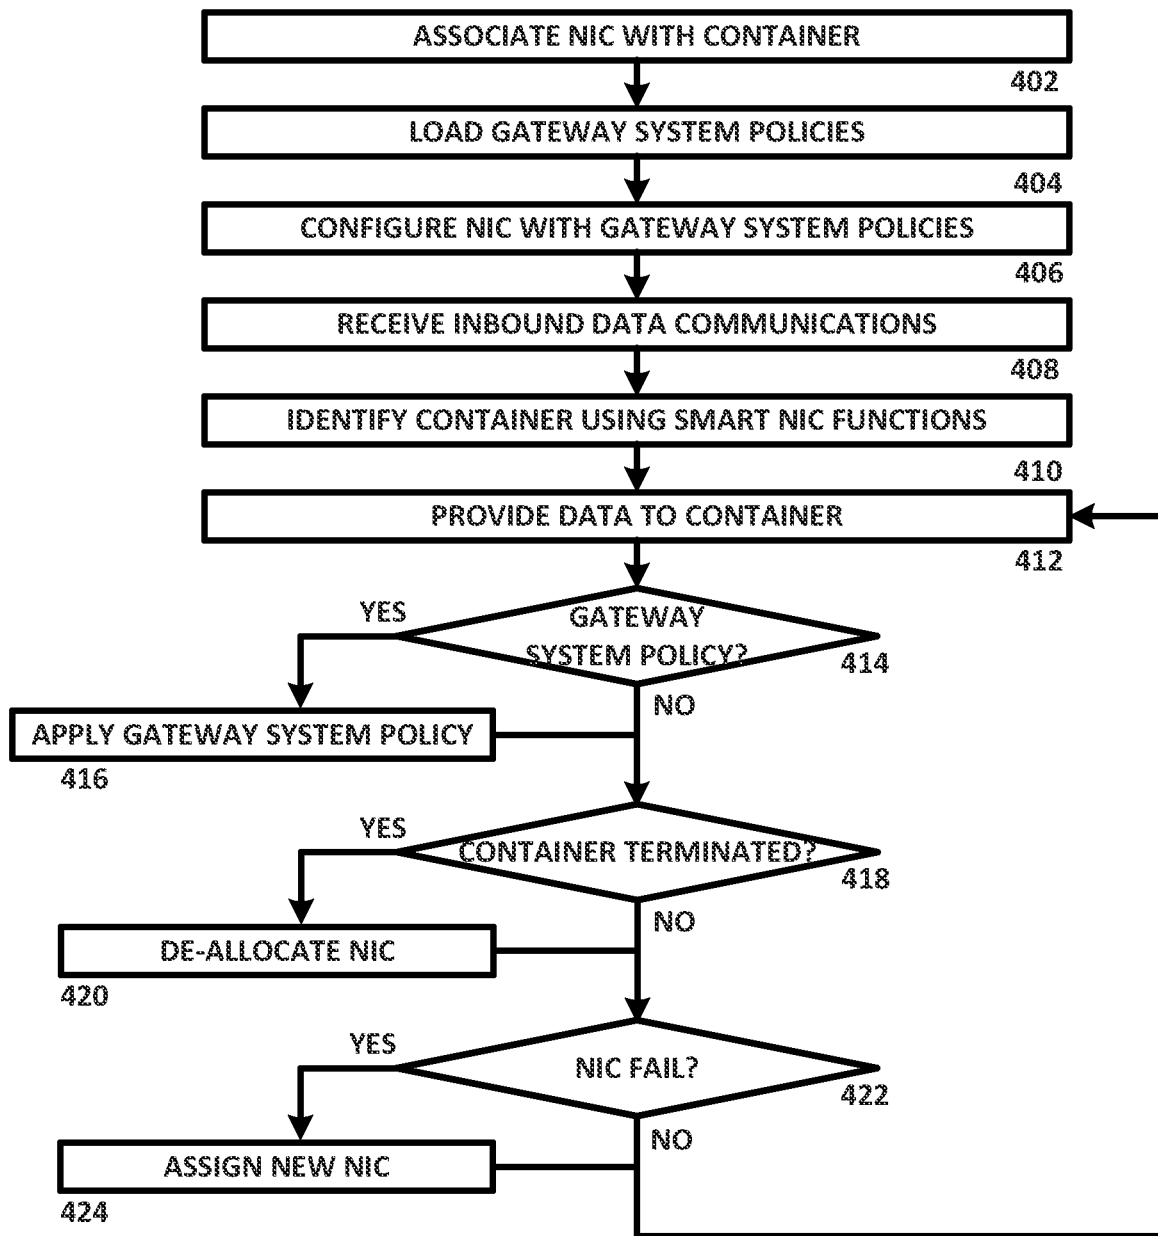 ASSOCIATE NIC WITH CONTAINER
402
LOAD GATEWAY SYSTEM POLICIES
404
CONFIGURE NIC WITH GATEWAY SYSTEM POLICIES
406
RECEIVE INBOUND DATA COMMUNICATIONS
408
IDENTIFY CONTAINER USING SMART NIC FUNCTIONS
410
PROVIDE DATA TO CONTAINER
412
YES
GATEWAY
SYSTEM POLICY?
414
NO
APPLY GATEWAY SYSTEM POLICY
416
YES
CONTAINER TERMINATED?
418
NO
DE-ALLOCATE NIC
420
YES
NIC FAIL?
422
NO
ASSIGN NEW NIC
424